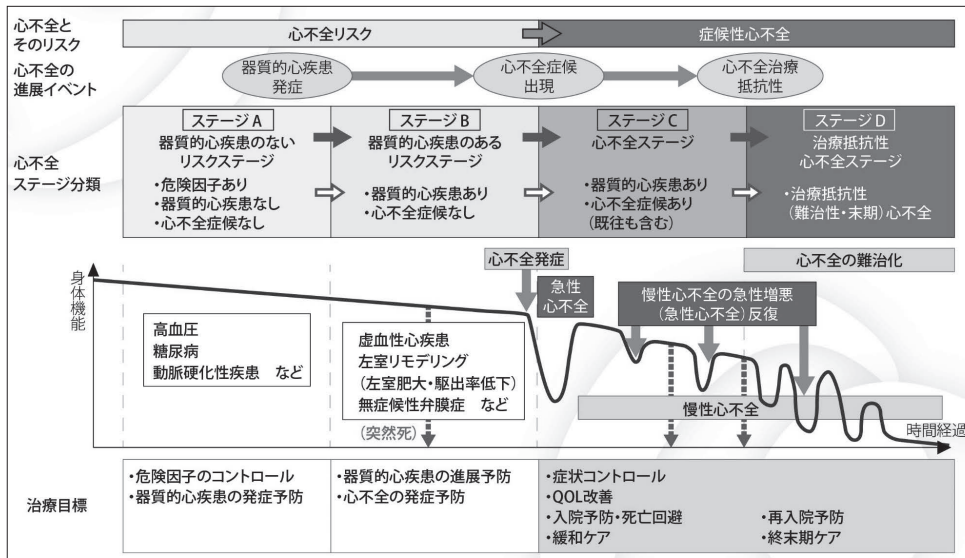 心不全と
そのリスク
心不全リスク
症候性心不全
心不全の
進展イベント
器質的心疾患
発症
心不全症候
出現
心不全治療
抵抗性
心不全
ステージ分類
ステージA
器質的心疾患のない
リスクステージ
・危険因子あり
・器質的心疾患なし
・心不全症候なし
ステージB
器質的心疾患のある
リスクステージ
・器質的心疾患あり
・心不全症候なし
ステージC
心不全ステージ
・器質的心疾患あり
・心不全症候あり
(既往も含む)
ステージD
治療抵抗性
心不全ステージ
・治療抵抗性
(難治性・末期)心不全
身体機能
心不全発症
急性
心不全
心不全の難治化
慢性心不全の急性増悪
(急性心不全)反復
高血圧
糖尿病
動脈硬化性疾患 など
虚血性心疾患
左室リモデリング
(左室肥大・駆出率低下)
無症候性弁膜症 など
(突然死)
慢性心不全
時間経過
治療目標
・危険因子のコントロール
・器質的心疾患の発症予防
・器質的心疾患の進展予防
・心不全の発症予防
・症状コントロール
・QOL改善
・入院予防・死亡回避
・緩和ケア
・再入院予防
・終末期ケア